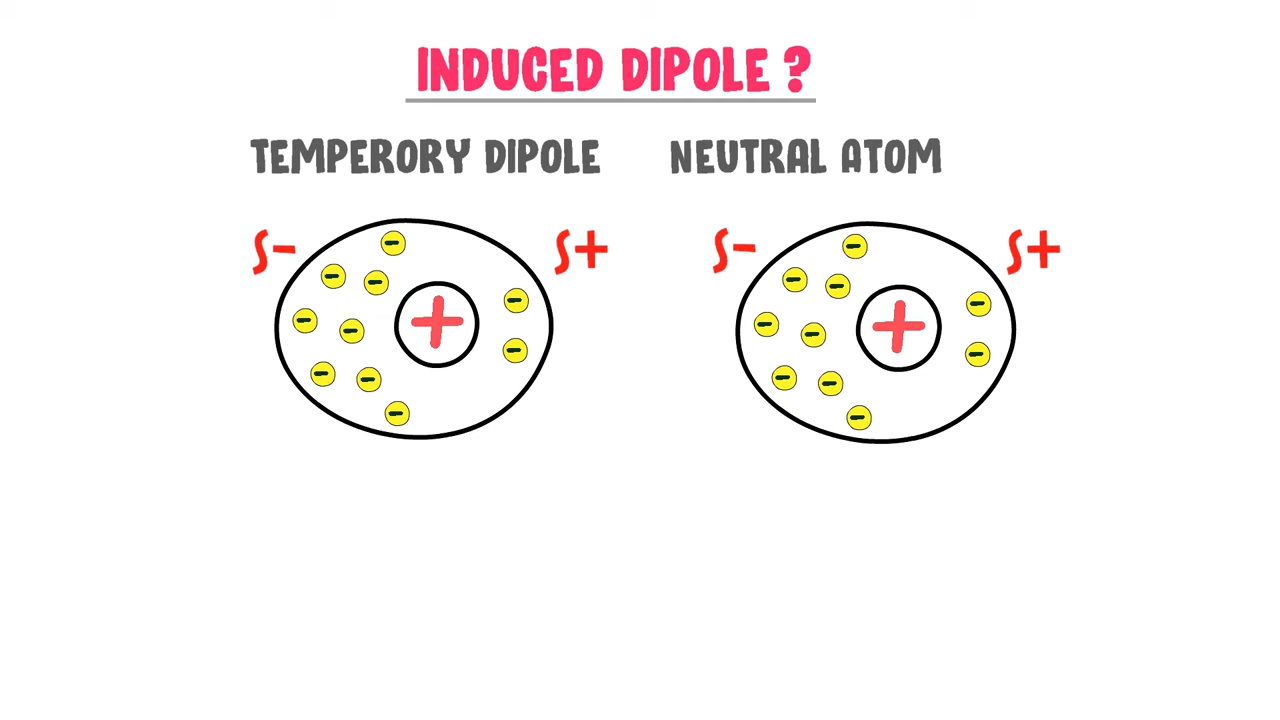 INDUCED DIPOLE ?
TEMPERORY DIPOLE NEUTRAL ATOM
S- S+ S- S+
- - - - - - - - - - + - - - - - - - - - - +